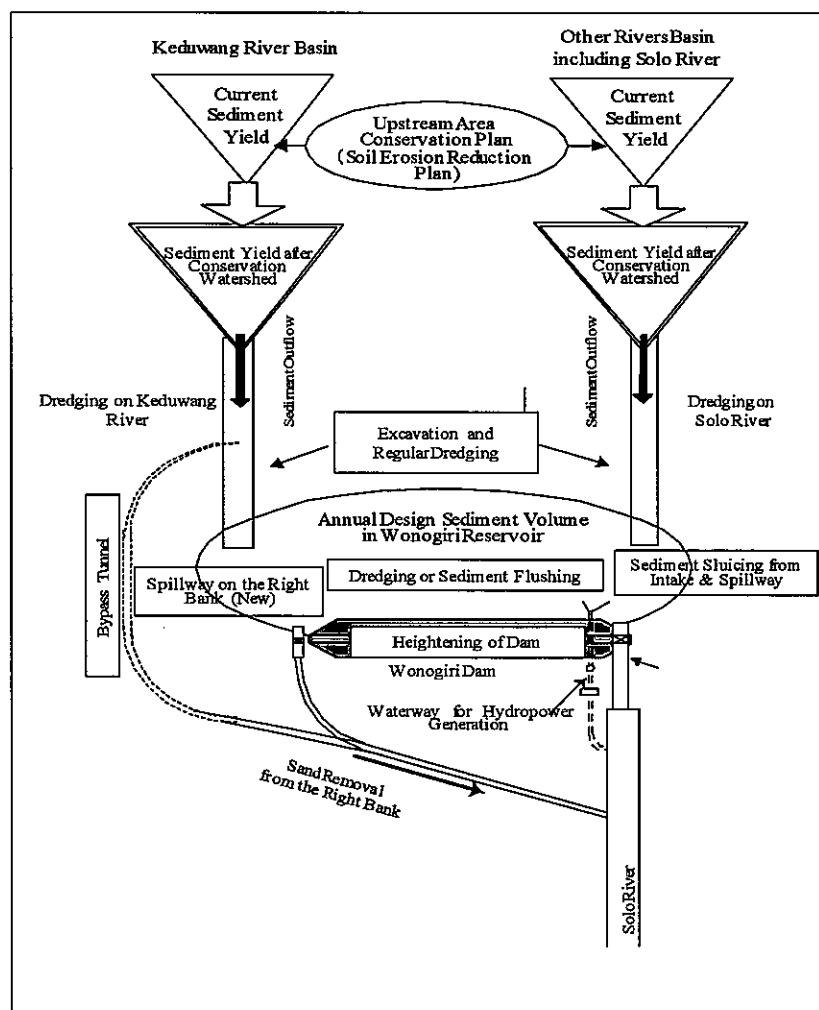 Keduwang River Basin
Other Rivers Basin
including Solo River
Current
Sediment
Yield
Current
Sediment
Yield
Upstream Area
Conservation Plan
(Soil Erosion Reduction
Plan)
Sediment Yield after
Conservation
Watershed
Sediment Yield after
Conservation
Watershed
Sediment Outflow
Sediment Outflow
Dredging on Keduwang
River
Dredging on
Solo River
Excavation and
Regular Dredging
Annual Design Sediment Volume
in Wonogiri Reservoir
Bypass Tunnel
Spillway on the Right
Bank (New)
Dredging or Sediment Flushing
Sediment Sluicing from
Intake & Spillway
Heightening of Dam
Wonogiri Dam
Waterway for Hydropower
Generation
Sand Removal
from the Right Bank
Solo River